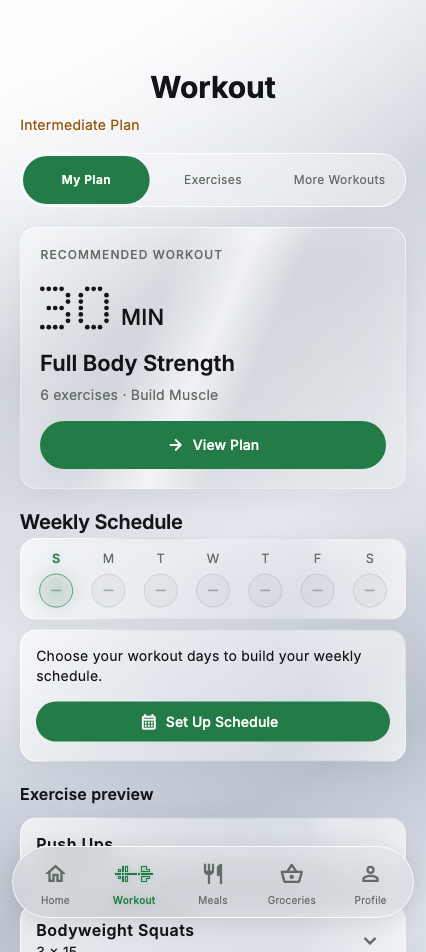 Workout
Intermediate Plan
My Plan
Exercises
More Workouts
RECOMMENDED WORKOUT
30 MIN
Full Body Strength
6 exercises · Build Muscle
View Plan
Weekly Schedule
S M T W T F S
Choose your workout days to build your weekly
schedule.
Set Up Schedule
Exercise preview
Push Ups
Home
Workout
Meals
Groceries
Profile
Bodyweight Squats
3 × 15